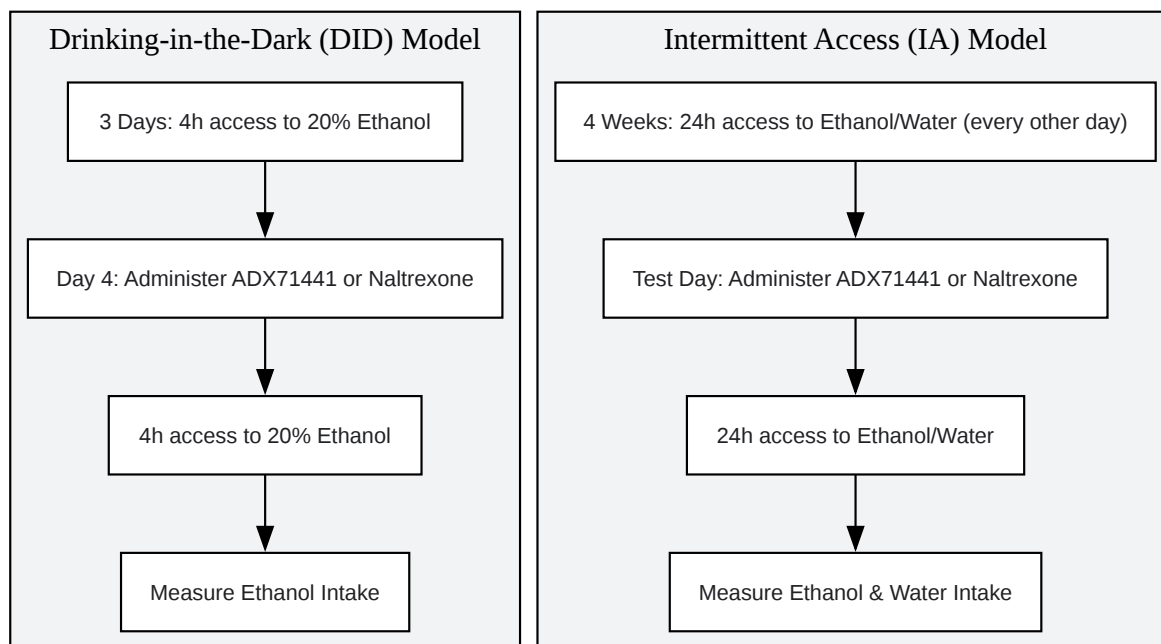 Drinking-in-the-Dark (DID) Model
3 Days: 4h access to 20% Ethanol
Day 4: Administer ADX71441 or Naltrexone
4h access to 20% Ethanol
Measure Ethanol Intake
Intermittent Access (IA) Model
4 Weeks: 24h access to Ethanol/Water (every other day)
Test Day: Administer ADX71441 or Naltrexone
24h access to Ethanol/Water
Measure Ethanol & Water Intake